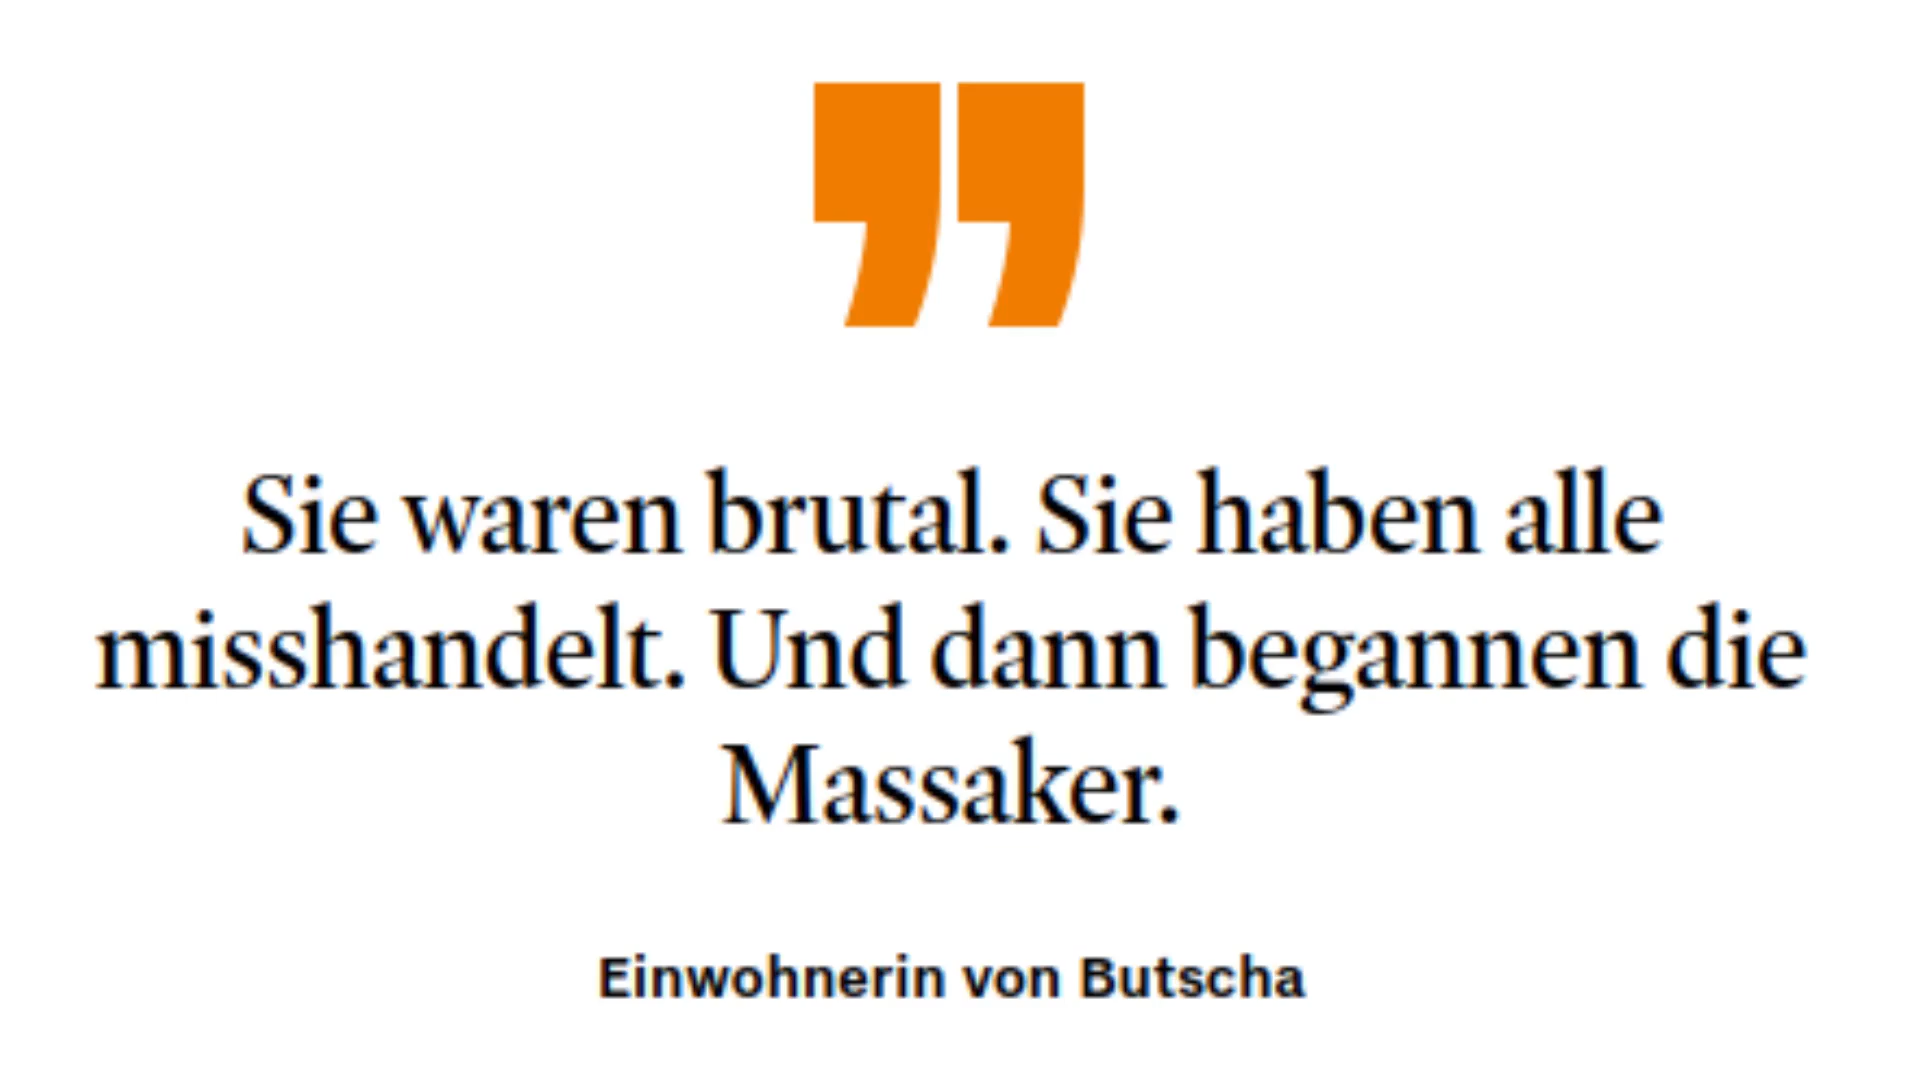 ”
Sie waren brutal. Sie haben alle
misshandelt. Und dann begannen die
Massaker.
Einwohnerin von Butscha